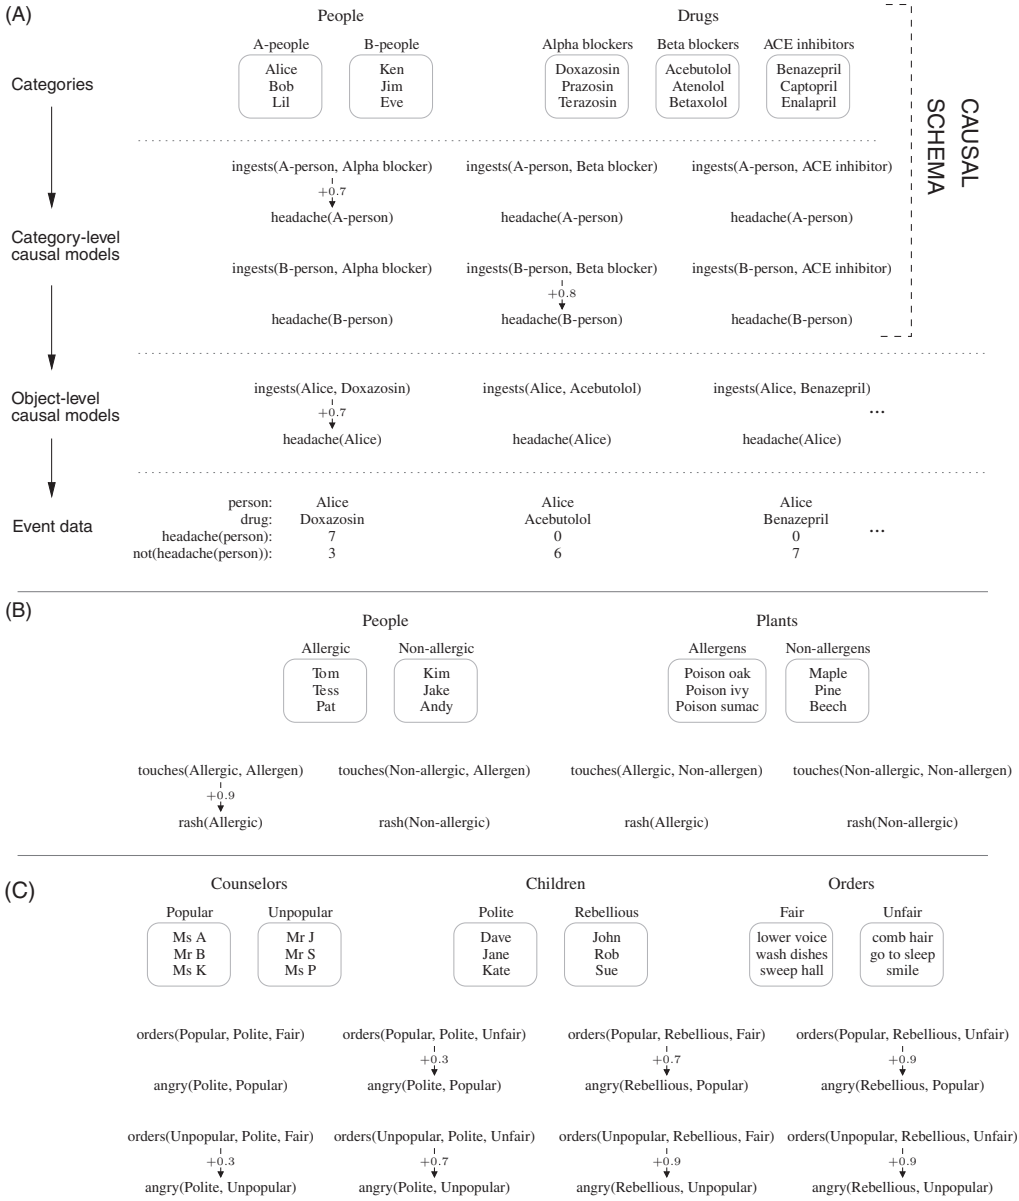 (A)
People Drugs
A-people B-people Alpha blockers Beta blockers ACE inhibitors
Alice Ken Doxazosin Acebutolol Benazepril
Categories Bob Jim Prazosin Atenolol Captopril
Lil Eve Terazosin Betaxolol Enalapril
CAUSAL
SCHEMA
ingests(A-person, Alpha blocker) ingests(A-person, Beta blocker) ingests(A-person, ACE inhibitor)
+0.7
headache(A-person) headache(A-person) headache(A-person)
Category-level
causal models
ingests(B-person, Alpha blocker) ingests(B-person, Beta blocker) ingests(B-person, ACE inhibitor)
+0.8
headache(B-person) headache(B-person) headache(B-person)
Object-level
causal models
ingests(Alice, Doxazosin) ingests(Alice, Acebutolol) ingests(Alice, Benazepril)
+0.7 ...
headache(Alice) headache(Alice) headache(Alice)
person: Alice Alice Alice
drug: Doxazosin Acebutolol Benazepril
Event data ...
headache(person): 7 0 0
not(headache(person)): 3 6 7
(B)
People Plants
Allergic Non-allergic Allergens Non-allergens
Tom Kim Poison oak Maple
Tess Jake Poison ivy Pine
Pat Andy Poison sumac Beech
touches(Allergic, Allergen) touches(Non-allergic, Allergen) touches(Allergic, Non-allergen) touches(Non-allergic, Non-allergen)
+0.9
rash(Allergic) rash(Non-allergic) rash(Allergic) rash(Non-allergic)
(C)
Counselors Children Orders
Popular Unpopular Polite Rebellious Fair Unfair
Ms A Mr J Dave John lower voice comb hair
Mr B Mr S Jane Rob wash dishes go to sleep
Ms K Ms P Kate Sue sweep hall smile
orders(Popular, Polite, Fair) orders(Popular, Polite, Unfair) orders(Popular, Rebellious, Fair) orders(Popular, Rebellious, Unfair)
+0.3 +0.7 +0.9
angry(Polite, Popular) angry(Polite, Popular) angry(Rebellious, Popular) angry(Rebellious, Popular)
orders(Unpopular, Polite, Fair) orders(Unpopular, Polite, Unfair) orders(Unpopular, Rebellious, Fair) orders(Unpopular, Rebellious, Unfair)
+0.3 +0.7 +0.9 +0.9
angry(Polite, Unpopular) angry(Polite, Unpopular) angry(Rebellious, Unpopular) angry(Rebellious, Unpopular)